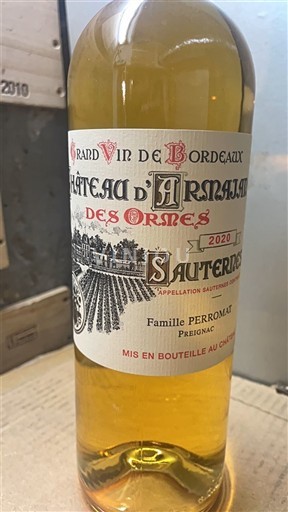 2010
GRAND VIN DE BORDEAUX
CHÂTEAU D'ARMAJAN
DES ORMES
2020
SAUTERNES
APPELLATION SAUTERNES
Famille PERROMAT
PREIGNAC
MIS EN BOUTEILLE AU